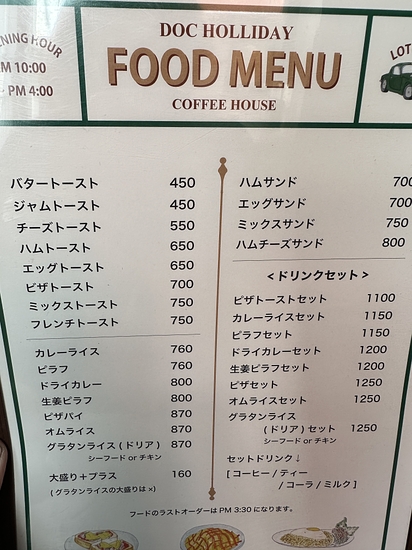 DOC HOLLIDAY
FOOD MENU
COFFEE HOUSE
NING HOUR
M 10:00
~ PM 4:00
LOT
バタートースト 450
ジャムトースト 450
チーズトースト 550
ハムトースト 650
エッグトースト 650
ピザトースト 700
ミックストースト 750
フレンチトースト 750
カレーライス 760
ピラフ 760
ドライカレー 800
生姜ピラフ 800
ピザパイ 870
オムライス 870
グラタンライス ( ドリア ) 870
シーフード or チキン
大盛り＋プラス 160
( グラタンライスの大盛りは ×)
ハムサンド 700
エッグサンド 700
ミックスサンド 750
ハムチーズサンド 800
＜ドリンクセット＞
ピザトーストセット 1100
カレーライスセット 1150
ピラフセット 1150
ドライカレーセット 1200
生姜ピラフセット 1200
ピザセット 1250
オムライスセット 1250
グラタンライス
( ドリア ) セット 1250
シーフード or チキン
セットドリンク↓
[ コーヒー / ティー
/ コーラ / ミルク ]
フードのラストオーダーは PM 3:30 になります。